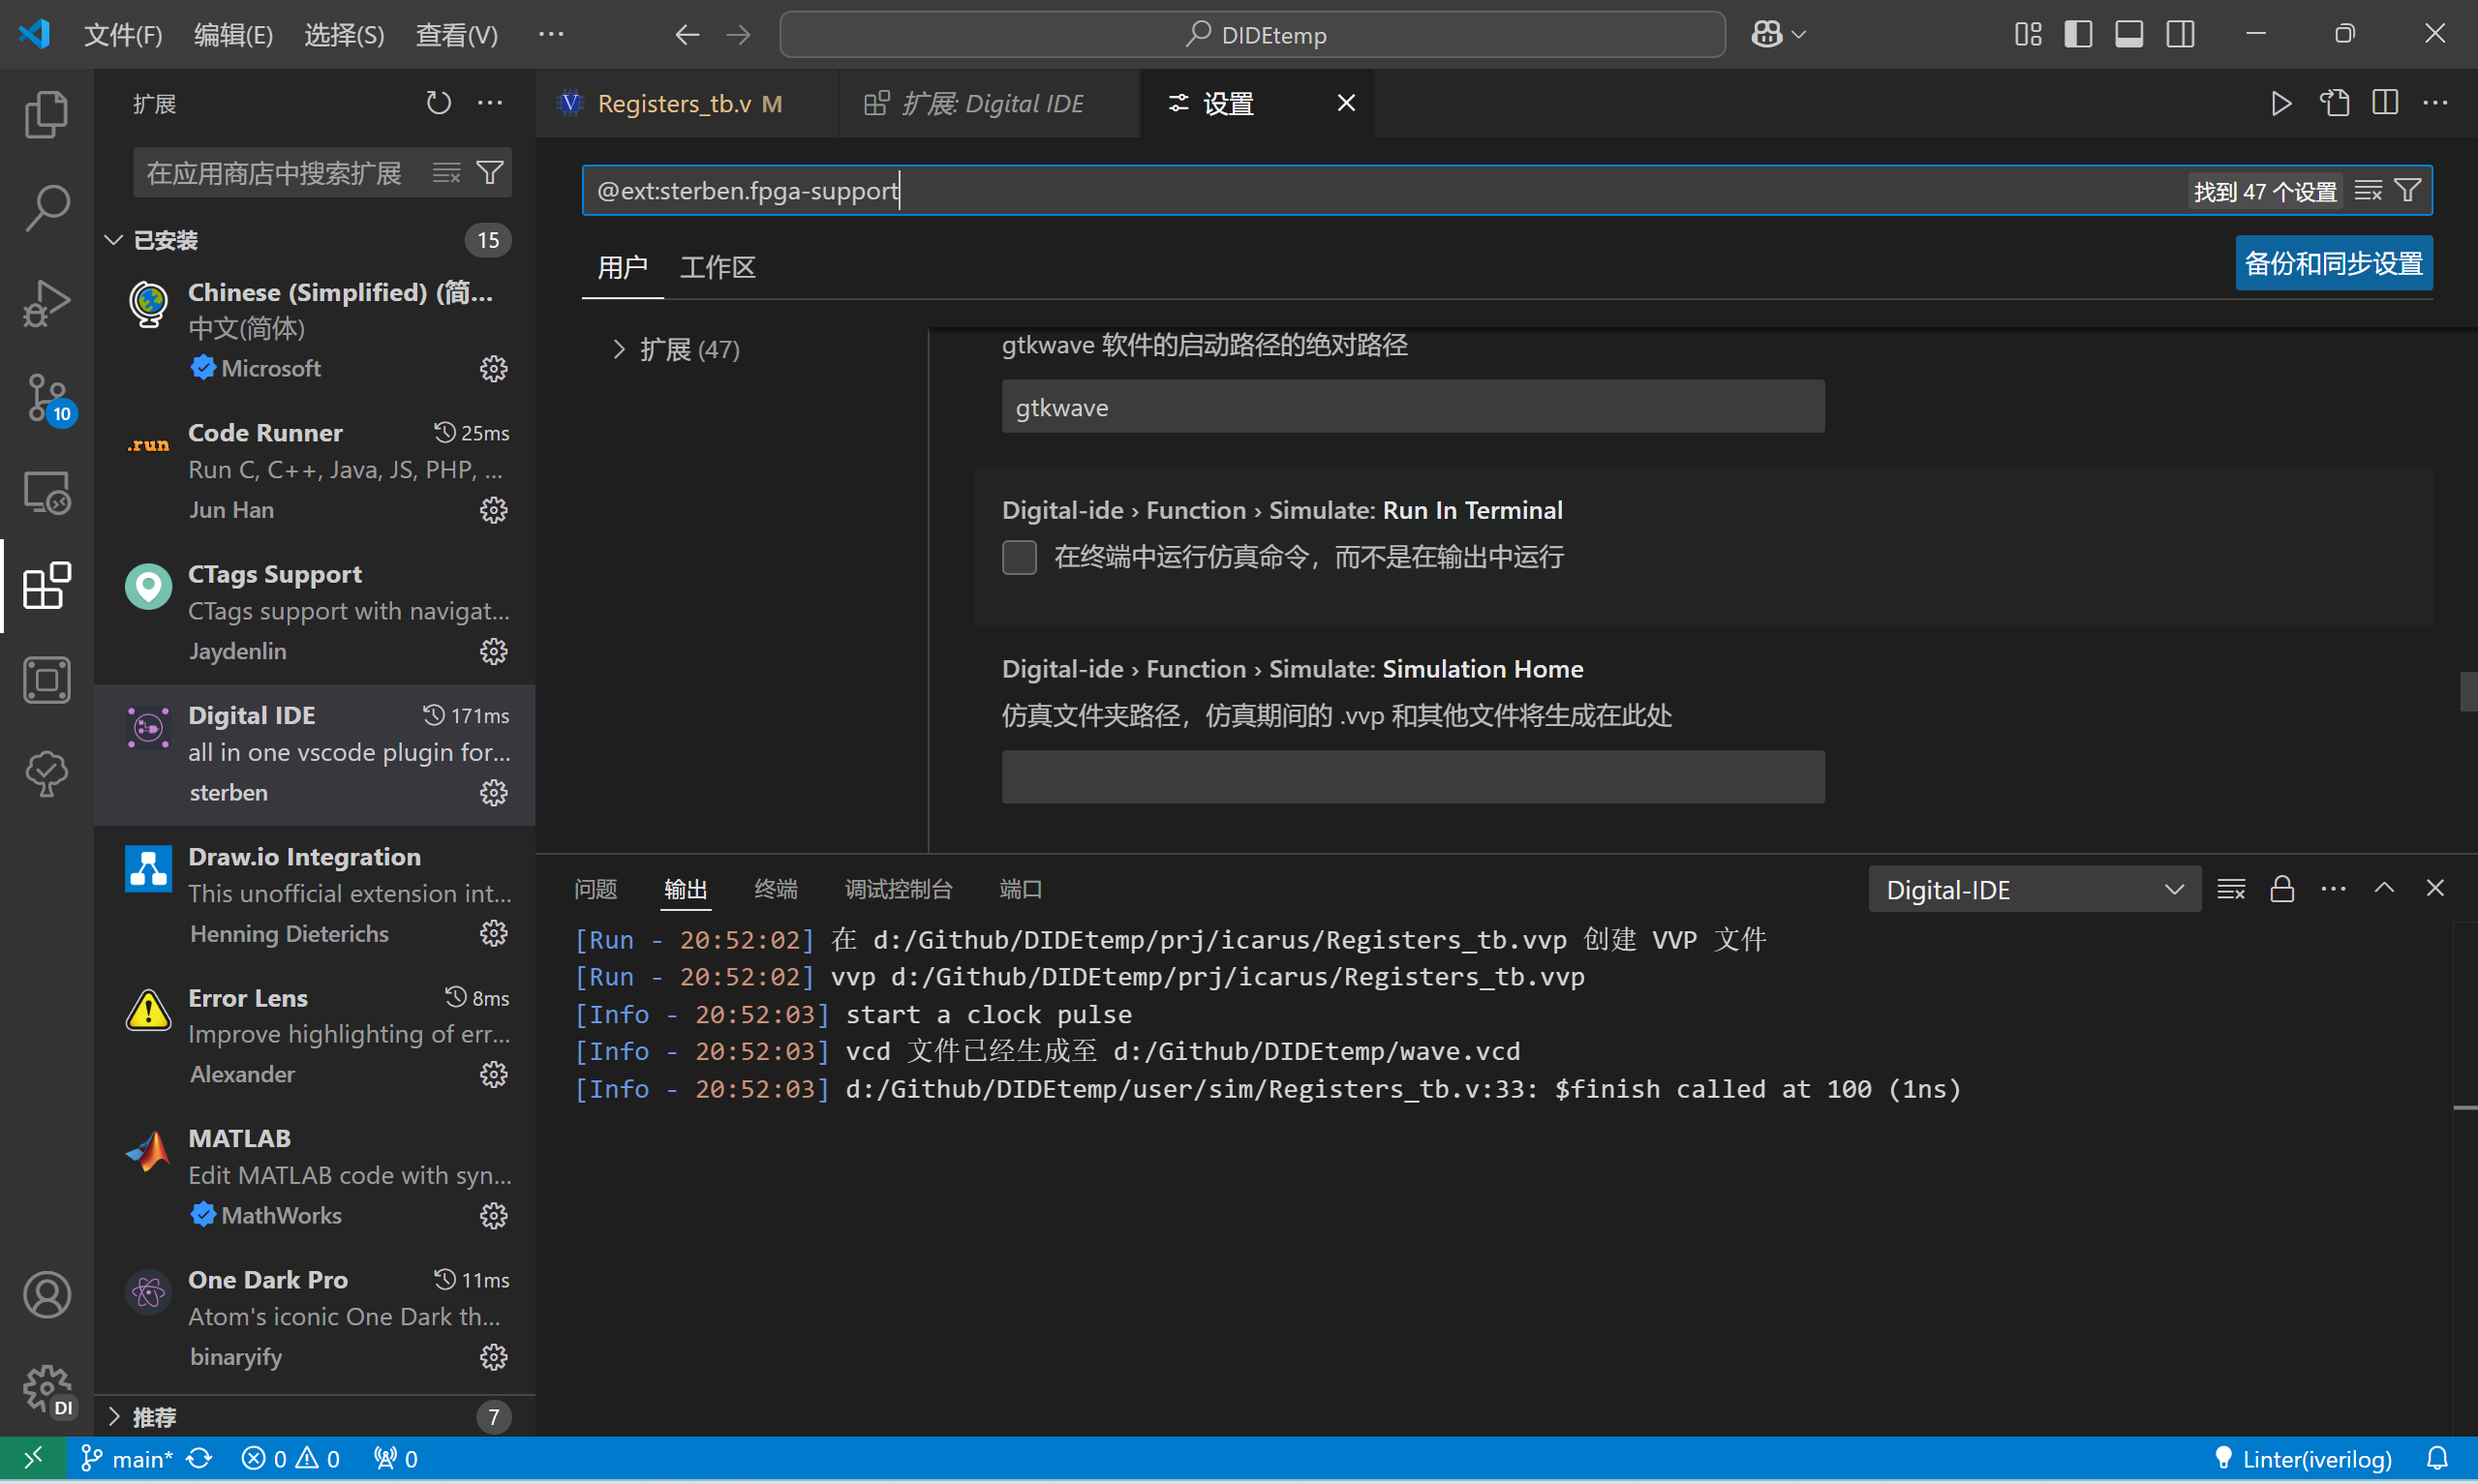 文件(F) 编辑(E) 选择(S) 查看(V) ··· DIDEtemp
扩展
在应用商店中搜索扩展
已安装 15
Chinese (Simplified) (简...
中文(简体)
Microsoft
.run
Code Runner 25ms
Run C, C++, Java, JS, PHP, ...
Jun Han
CTags Support
CTags support with navigat...
Jaydenlin
Digital IDE 171ms
all in one vscode plugin for...
sterben
Draw.io Integration
This unofficial extension int...
Henning Dieterichs
Error Lens 8ms
Improve highlighting of err...
Alexander
MATLAB
Edit MATLAB code with syn...
MathWorks
One Dark Pro 11ms
Atom's iconic One Dark th...
binaryify
推荐 7
10
DI
Registers_tb.v M
扩展: Digital IDE
设置
@ext:sterben.fpga-support
找到 47 个设置
用户 工作区
备份和同步设置
扩展 (47)
gtkwave 软件的启动路径的绝对路径
gtkwave
Digital-ide › Function › Simulate: Run In Terminal
在终端中运行仿真命令，而不是在输出中运行
Digital-ide › Function › Simulate: Simulation Home
仿真文件夹路径，仿真期间的 .vvp 和其他文件将生成在此处
问题 输出 终端 调试控制台 端口
Digital-IDE
[Run - 20:52:02] 在 d:/Github/DIDEtemp/prj/icarus/Registers_tb.vvp 创建 VVP 文件
[Run - 20:52:02] vvp d:/Github/DIDEtemp/prj/icarus/Registers_tb.vvp
[Info - 20:52:03] start a clock pulse
[Info - 20:52:03] vcd 文件已经生成至 d:/Github/DIDEtemp/wave.vcd
[Info - 20:52:03] d:/Github/DIDEtemp/user/sim/Registers_tb.v:33: $finish called at 100 (1ns)
main* 0 0 0
Linter(iverilog)